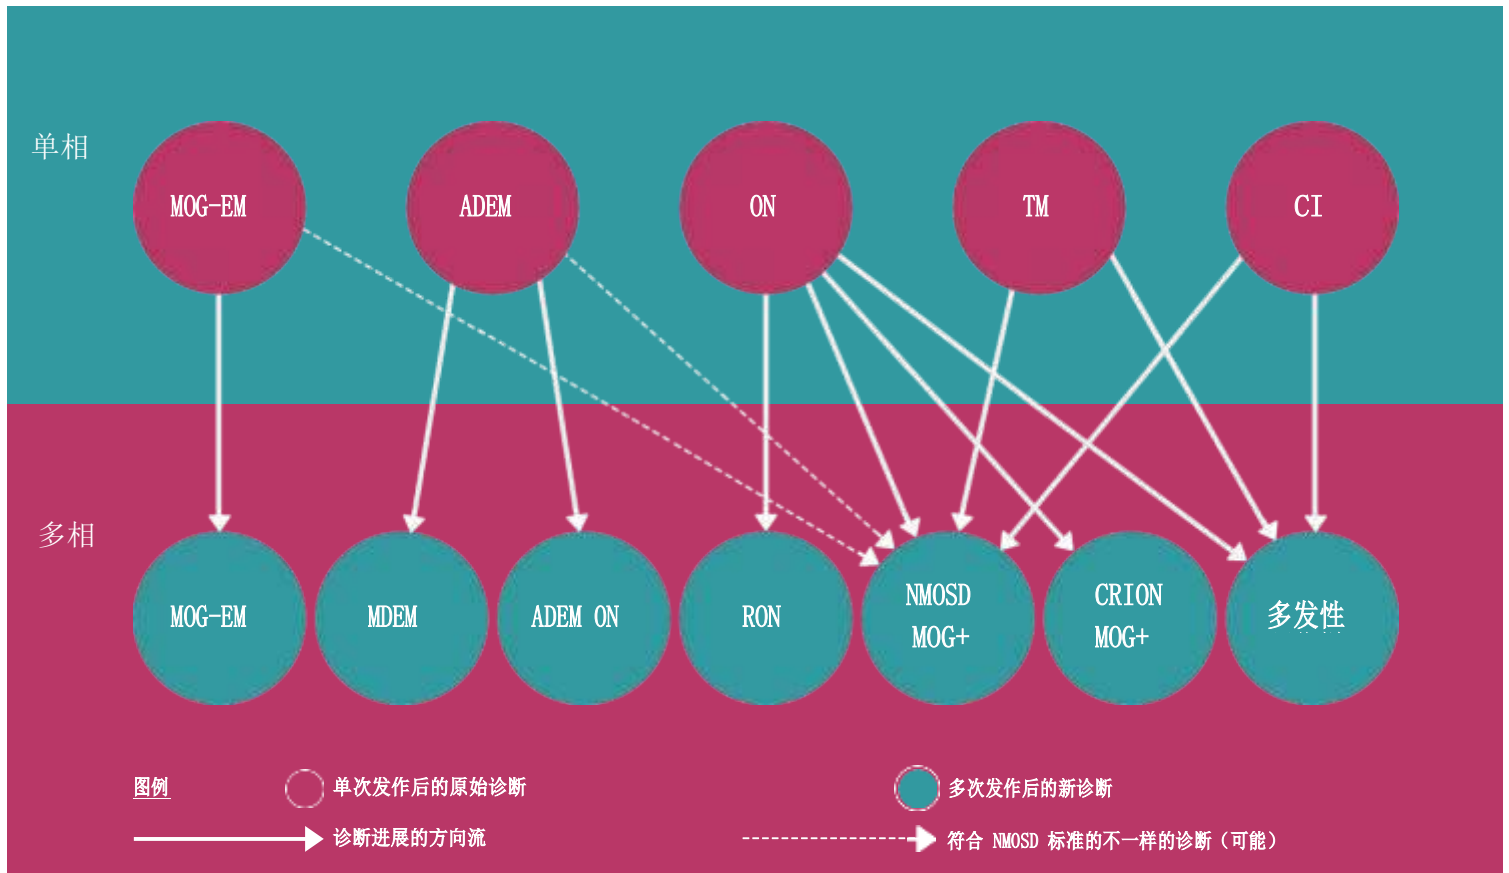 单相
MOG-EM
ADEM
ON
TM
CI
多相
MOG-EM
MDEM
ADEM ON
RON
NMOSD
MOG+
CRION
MOG+
多发性
图例
单次发作后的原始诊断
多次发作后的新诊断
诊断进展的方向流
符合 NMOSD 标准的不一样的诊断（可能）